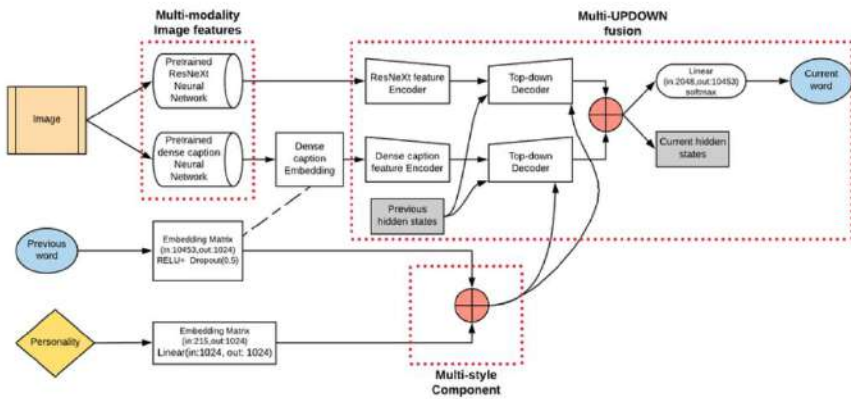 Multi-modality
Image features
Multi-UPDOWN
fusion
Image
Pretrained
ResNeXt
Neural
Network
Pretrained
dense caption
Neural
Network
Dense
caption
Embedding
ResNeXt feature
Encoder
Dense caption
feature Encoder
Top-down
Decoder
Top-down
Decoder
Previous
hidden states
Linear
(in:2048,out:10453)
softmax
Current
word
Current hidden
states
Previous
word
Embedding Matrix
(in:10453,out:1024)
RELU+ Dropout(0.5)
Personality
Embedding Matrix
(in:215,out:1024)
Linear(in:1024, out: 1024)
Multi-style
Component